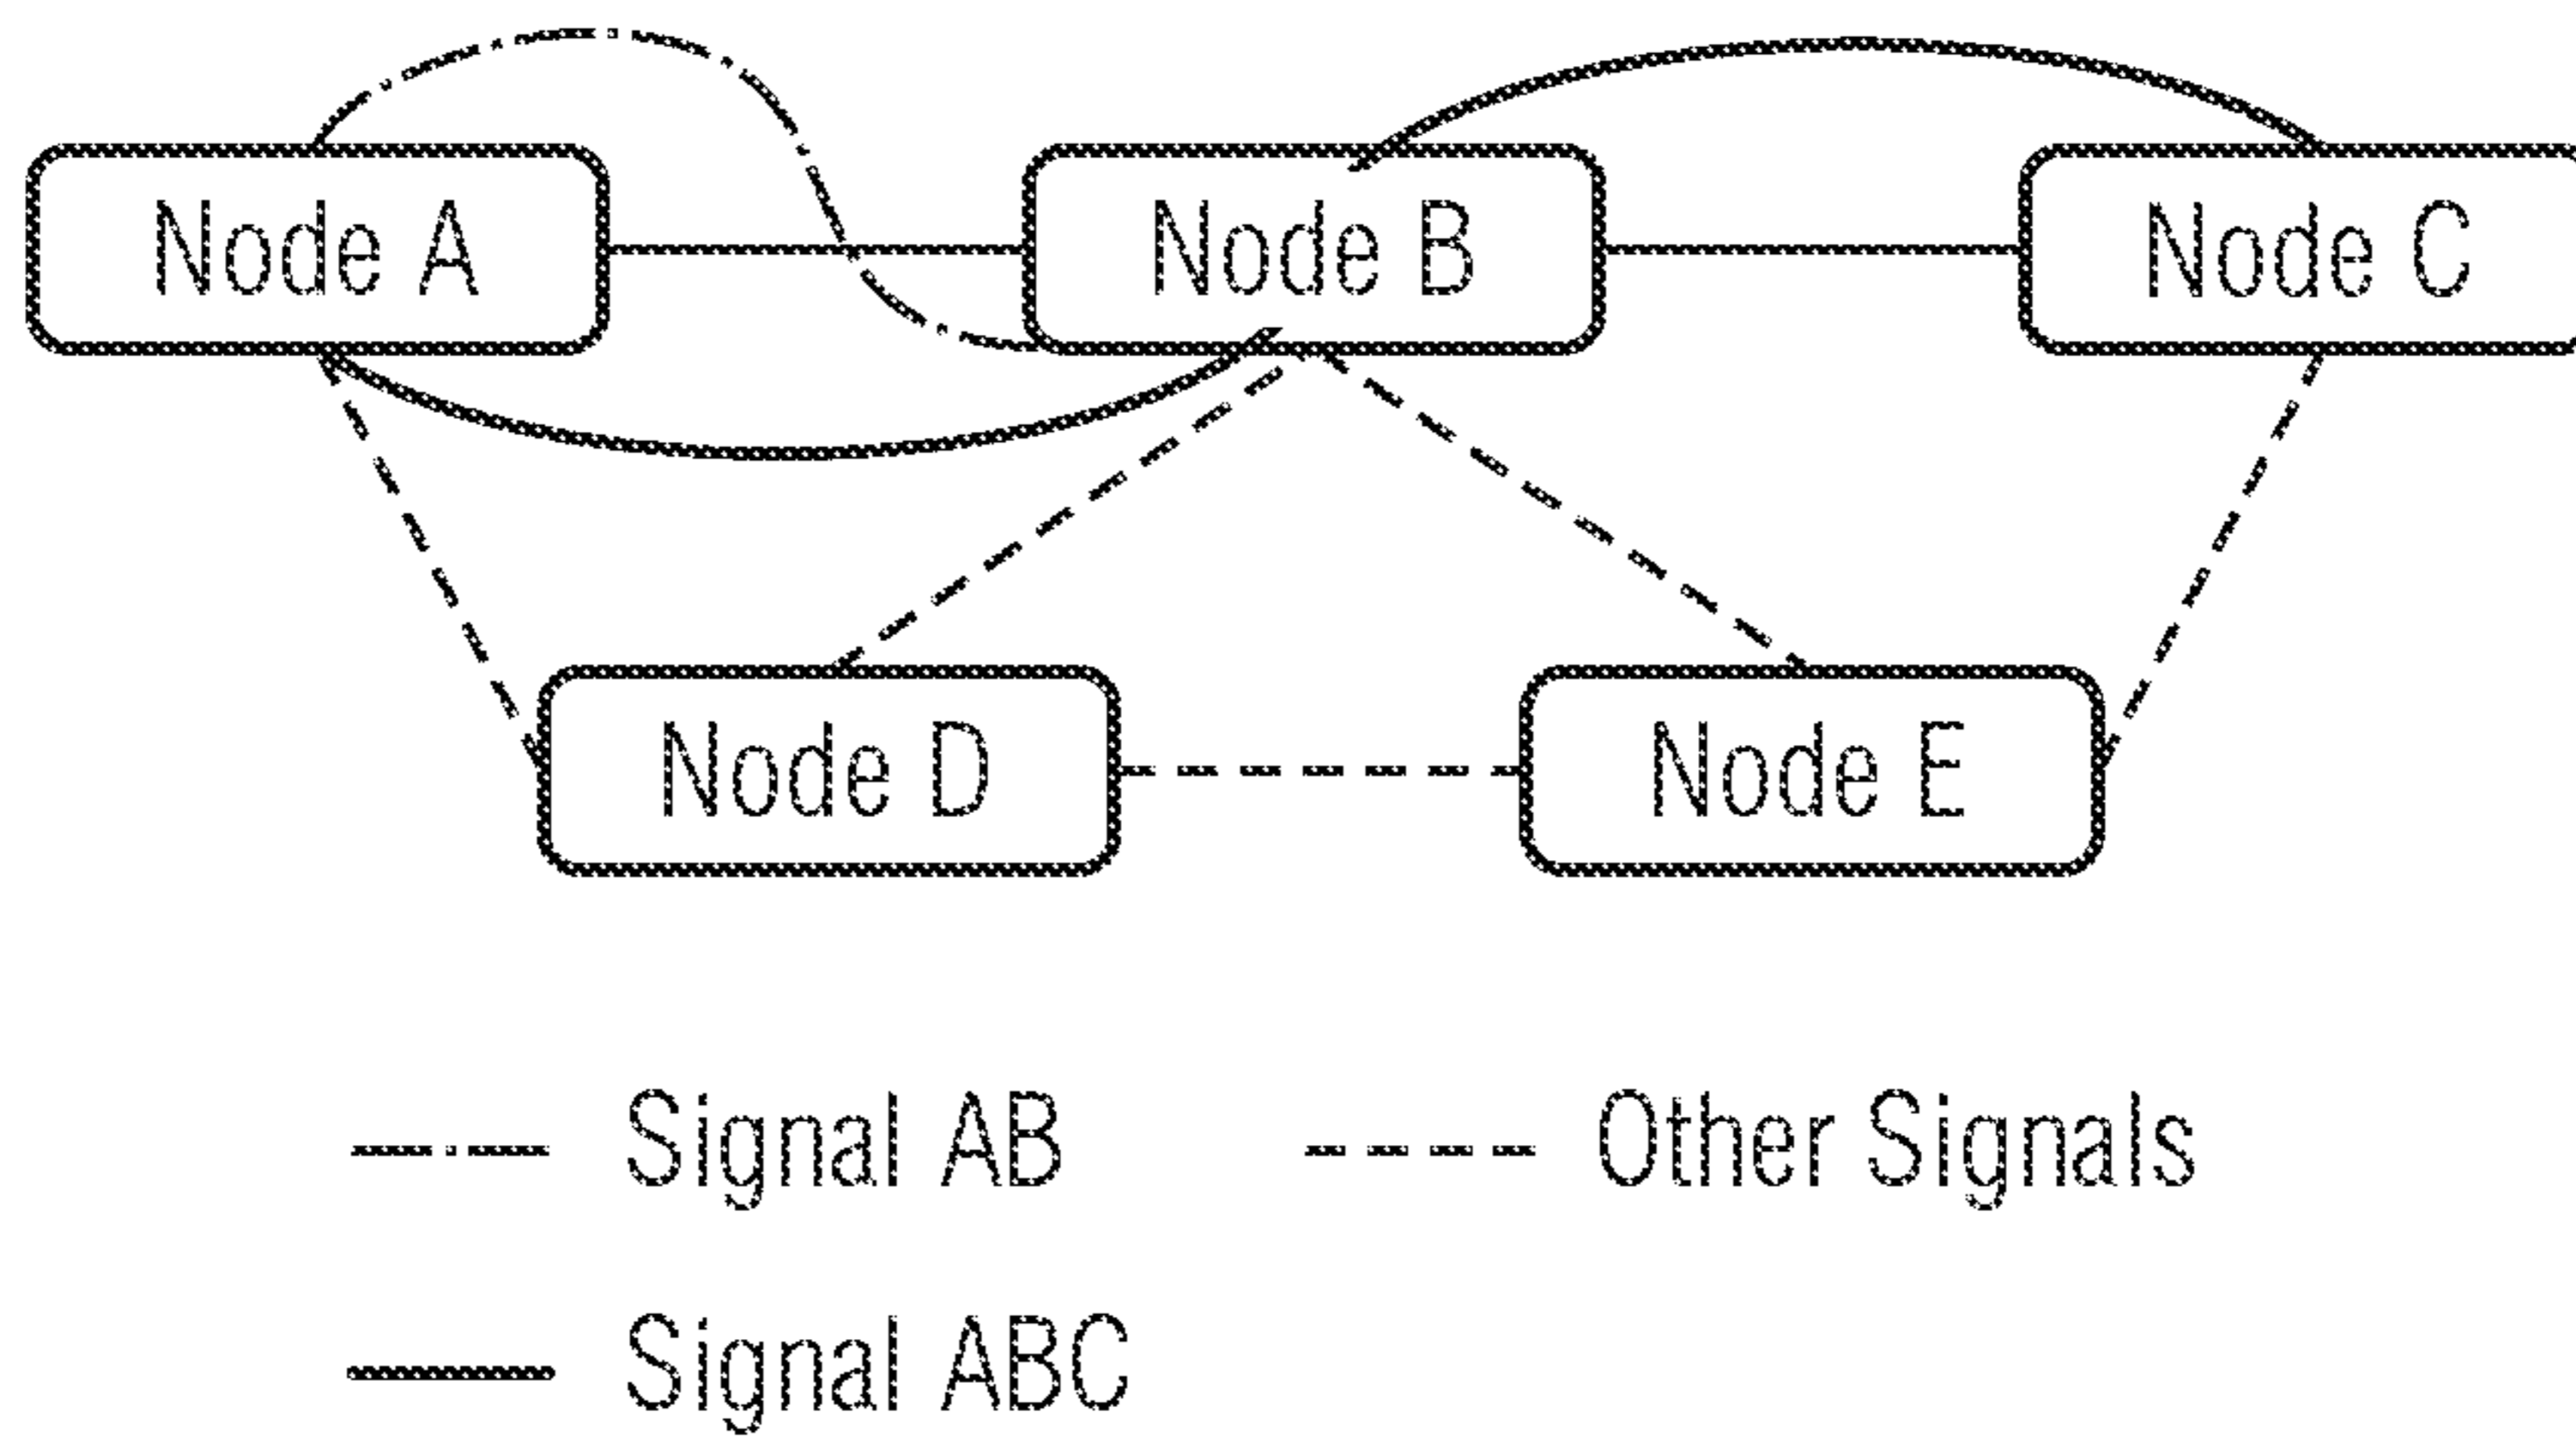 Node A
Node B
Node C
Node D
Node E
Signal AB
Other Signals
Signal ABC